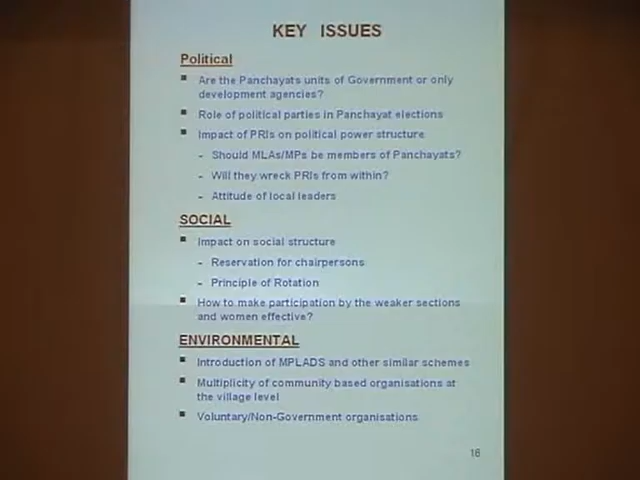 KEY ISSUES
Political
▪ Are the Panchayats units of Government or only
development agencies?
▪ Role of political parties in Panchayat elections
▪ Impact of PRIs on political power structure
- Should MLAs/MPs be members of Panchayats?
- Will they wreck PRIs from within?
- Attitude of local leaders
SOCIAL
▪ Impact on social structure
- Reservation for chairpersons
- Principle of Rotation
▪ How to make participation by the weaker sections
and women effective?
ENVIRONMENTAL
▪ Introduction of MPLADS and other similar schemes
▪ Multiplicity of community based organisations at
the village level
▪ Voluntary/Non-Government organisations
16